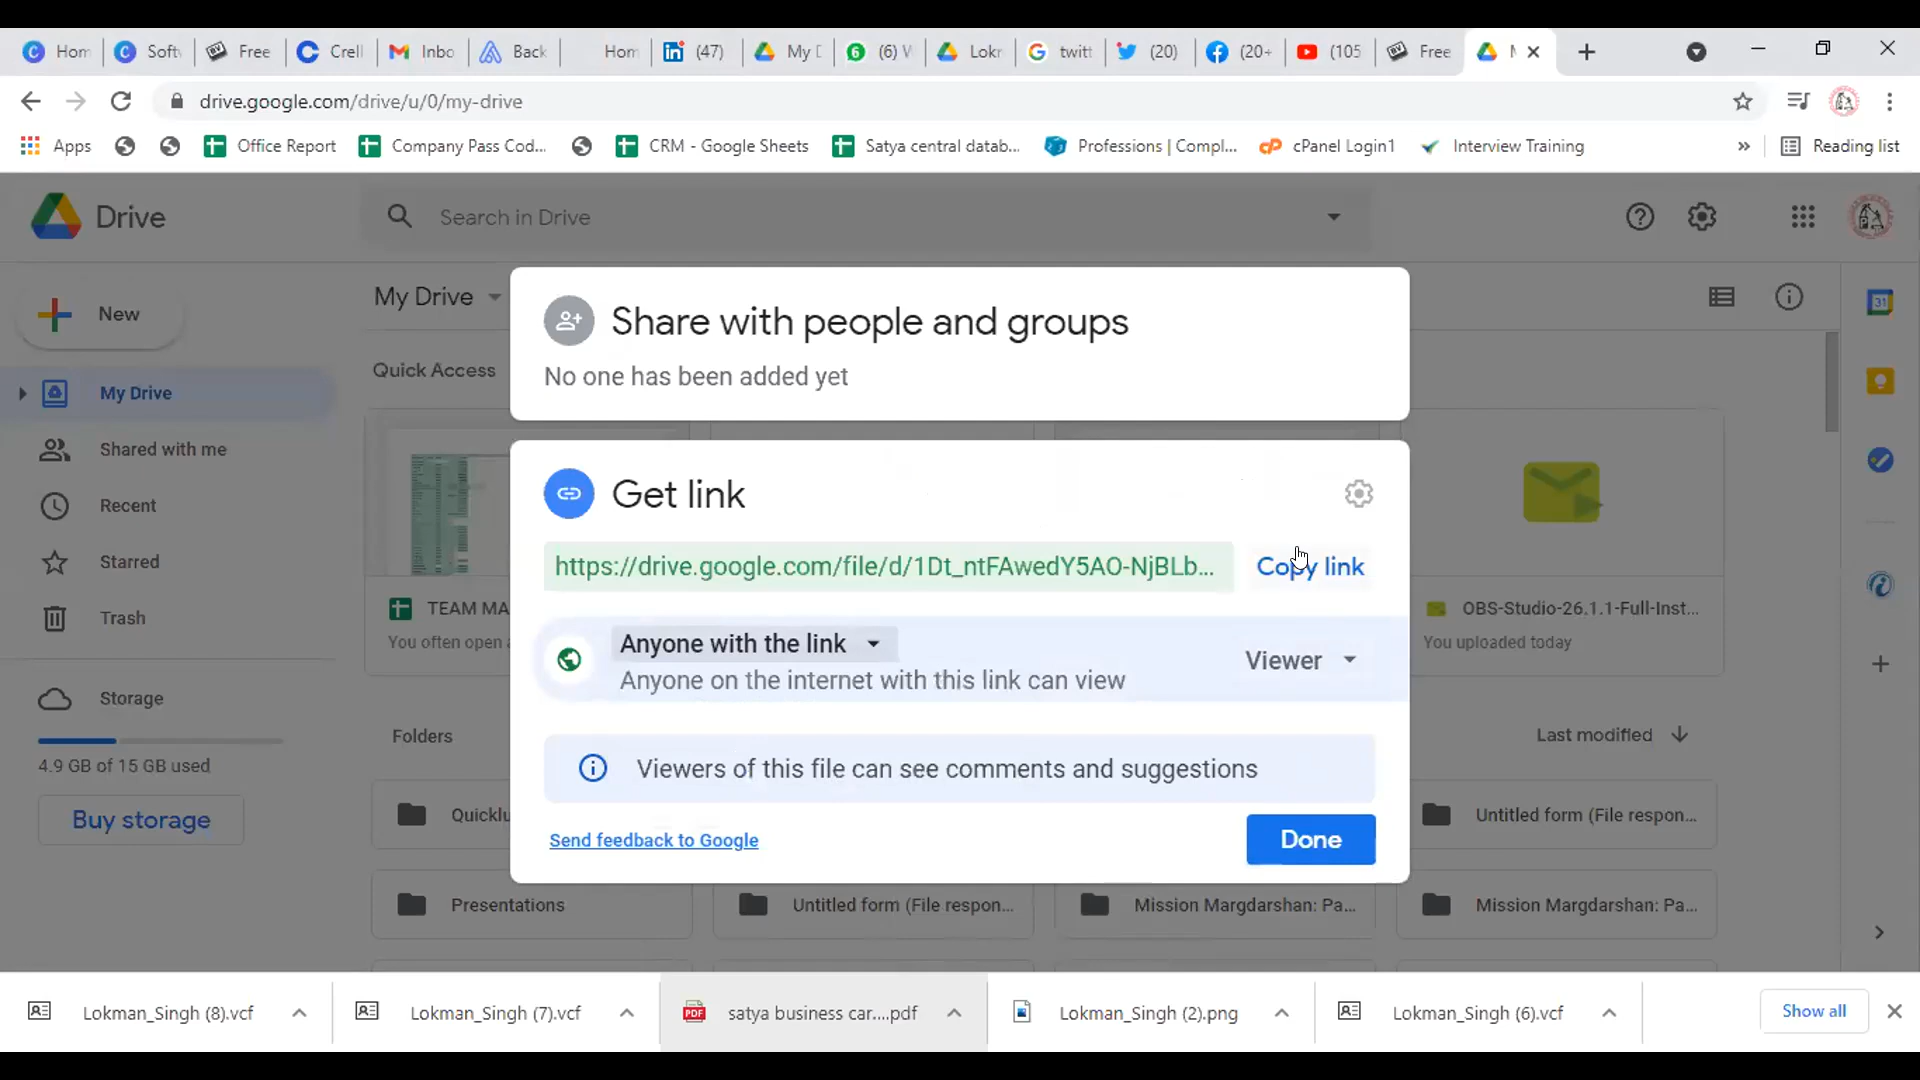 Hom
Soft
Free
Crell
Inbo
Back
Hom
(47)
My D
(6) W
Lokr
twitt
(20)
(20+
(105
Free
drive.google.com/drive/u/0/my-drive
Apps
Office Report
Company Pass Cod...
CRM - Google Sheets
Satya central datab...
Professions | Compl...
cPanel Login1
Interview Training
»
Reading list
Drive
Search in Drive
New
My Drive
Shared with me
Recent
Starred
Trash
Storage
4.9 GB of 15 GB used
Buy storage
My Drive
Quick Access
TEAM MA
You often open
OBS-Studio-26.1.1-Full-Inst...
You uploaded today
31
Folders
Last modified
Quicklu
Untitled form (File respon...
Presentations
Untitled form (File respon...
Mission Margdarshan: Pa...
Mission Margdarshan: Pa...
Share with people and groups
No one has been added yet
Get link
https://drive.google.com/file/d/1Dt_ntFAwedY5AO-NjBLb...
Copy link
Anyone with the link
Anyone on the internet with this link can view
Viewer
Viewers of this file can see comments and suggestions
Send feedback to Google
Done
Lokman_Singh (8).vcf
Lokman_Singh (7).vcf
PDF
satya business car....pdf
Lokman_Singh (2).png
Lokman_Singh (6).vcf
Show all